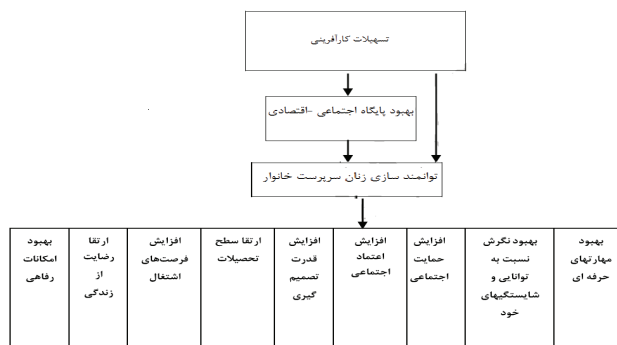 تسهیلات کارآفرینی
بهبود پایگاه اجتماعی -اقتصادی
توانمند سازی زنان سرپرست خانوار
بهبود
مهارتهای
حرفه ای
بهبود نگرش
نسبت به
توانایی و
شایستگیهای
خود
افزایش
حمایت
اجتماعی
افزایش
اعتماد
اجتماعی
افزایش
قدرت
تصمیم
گیری
ارتقا سطح
تحصیلات
افزایش
فرصت‌های
اشتغال
ارتقا
رضایت
از
زندگی
بهبود
امکانات
رفاهی